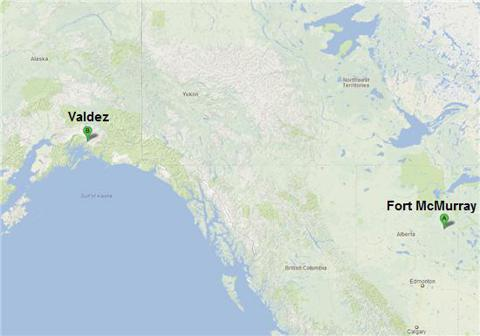 Alaska
Northwest
Territories
Yukon
Valdez
B
Gulf of Alaska
Fort McMurray
A
Alberta
British Columbia
Edmonton
Calgary